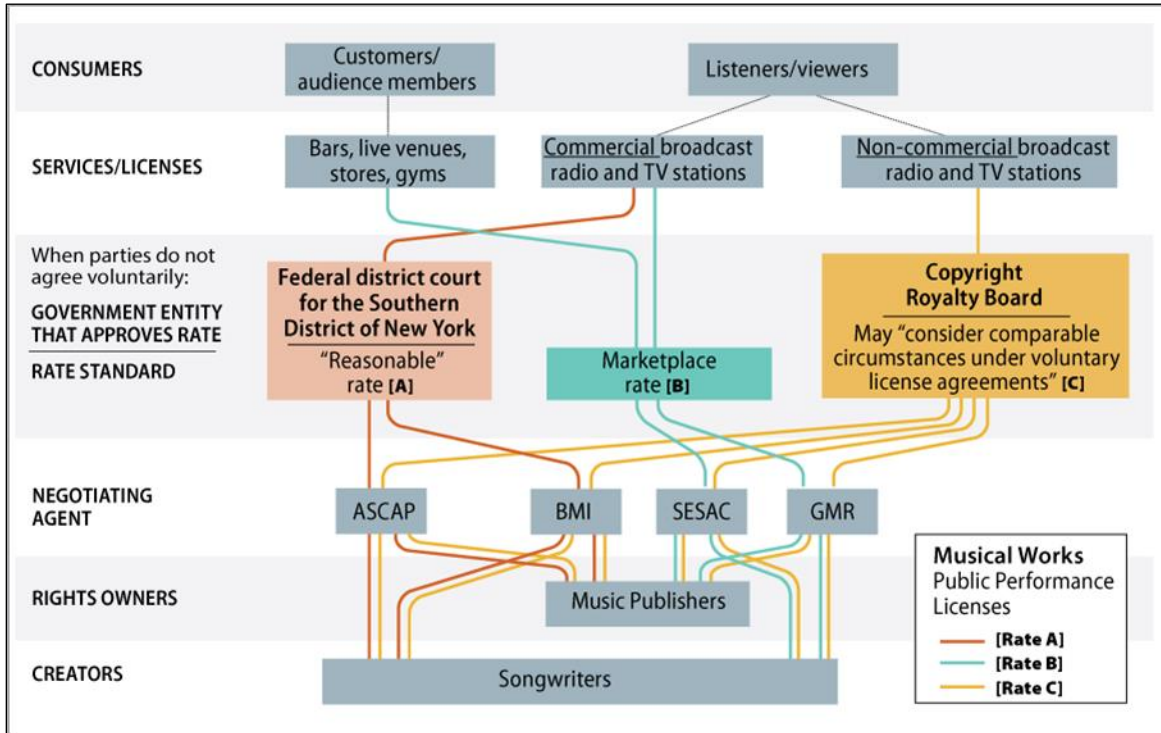 CONSUMERS
Customers/
audience members
Listeners/viewers
SERVICES/LICENSES
Bars, live venues,
stores, gyms
Commercial broadcast
radio and TV stations
Non-commercial broadcast
radio and TV stations
When parties do not
agree voluntarily:
GOVERNMENT ENTITY
THAT APPROVES RATE
RATE STANDARD
Federal district court
for the Southern
District of New York
"Reasonable"
rate [A]
Marketplace
rate [B]
Copyright
Royalty Board
May "consider comparable
circumstances under voluntary
license agreements" [C]
NEGOTIATING
AGENT
ASCAP
BMI
SESAC
GMR
RIGHTS OWNERS
Music Publishers
CREATORS
Songwriters
Musical Works
Public Performance
Licenses
[Rate A]
[Rate B]
[Rate C]